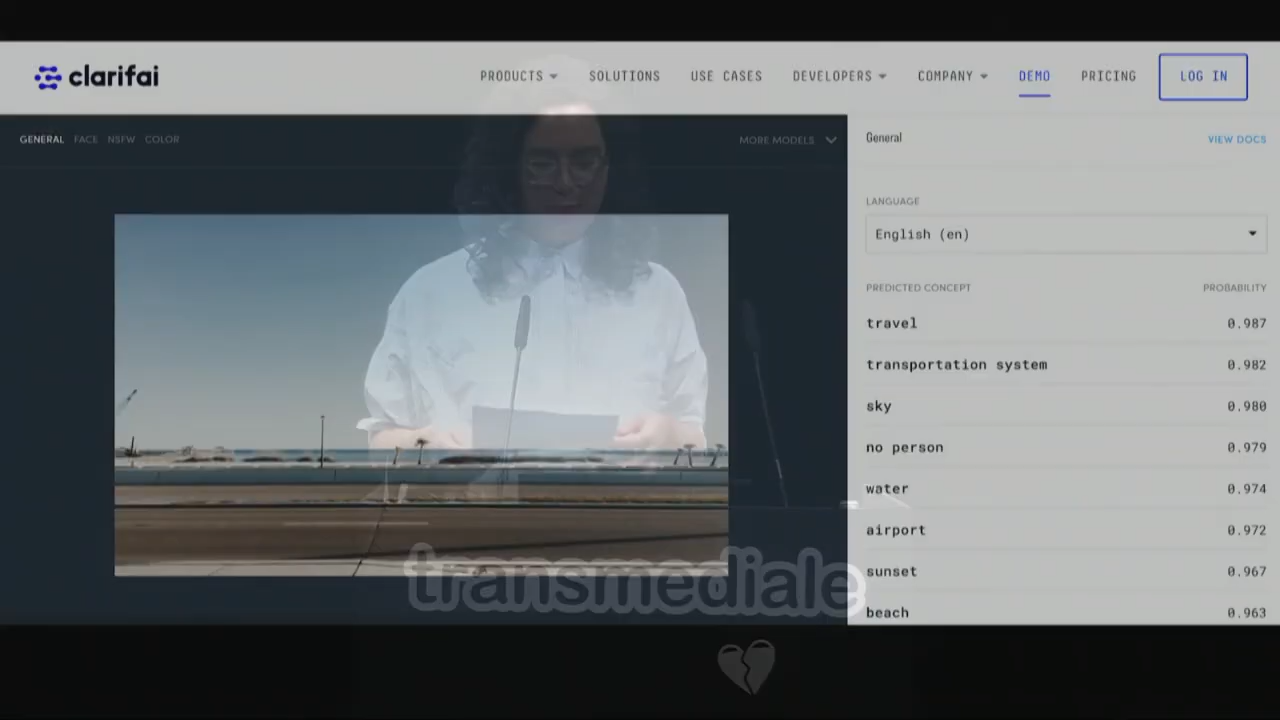 clarifai
PRODUCTS SOLUTIONS USE CASES DEVELOPERS COMPANY DEMO PRICING LOG IN
GENERAL FACE NSFW COLOR MORE MODELS
General VIEW DOCS
LANGUAGE
English (en)
PREDICTED CONCEPT PROBABILITY
travel 0.987
transportation system 0.982
sky 0.980
no person 0.979
water 0.974
airport 0.972
sunset 0.967
beach 0.963
transmediale